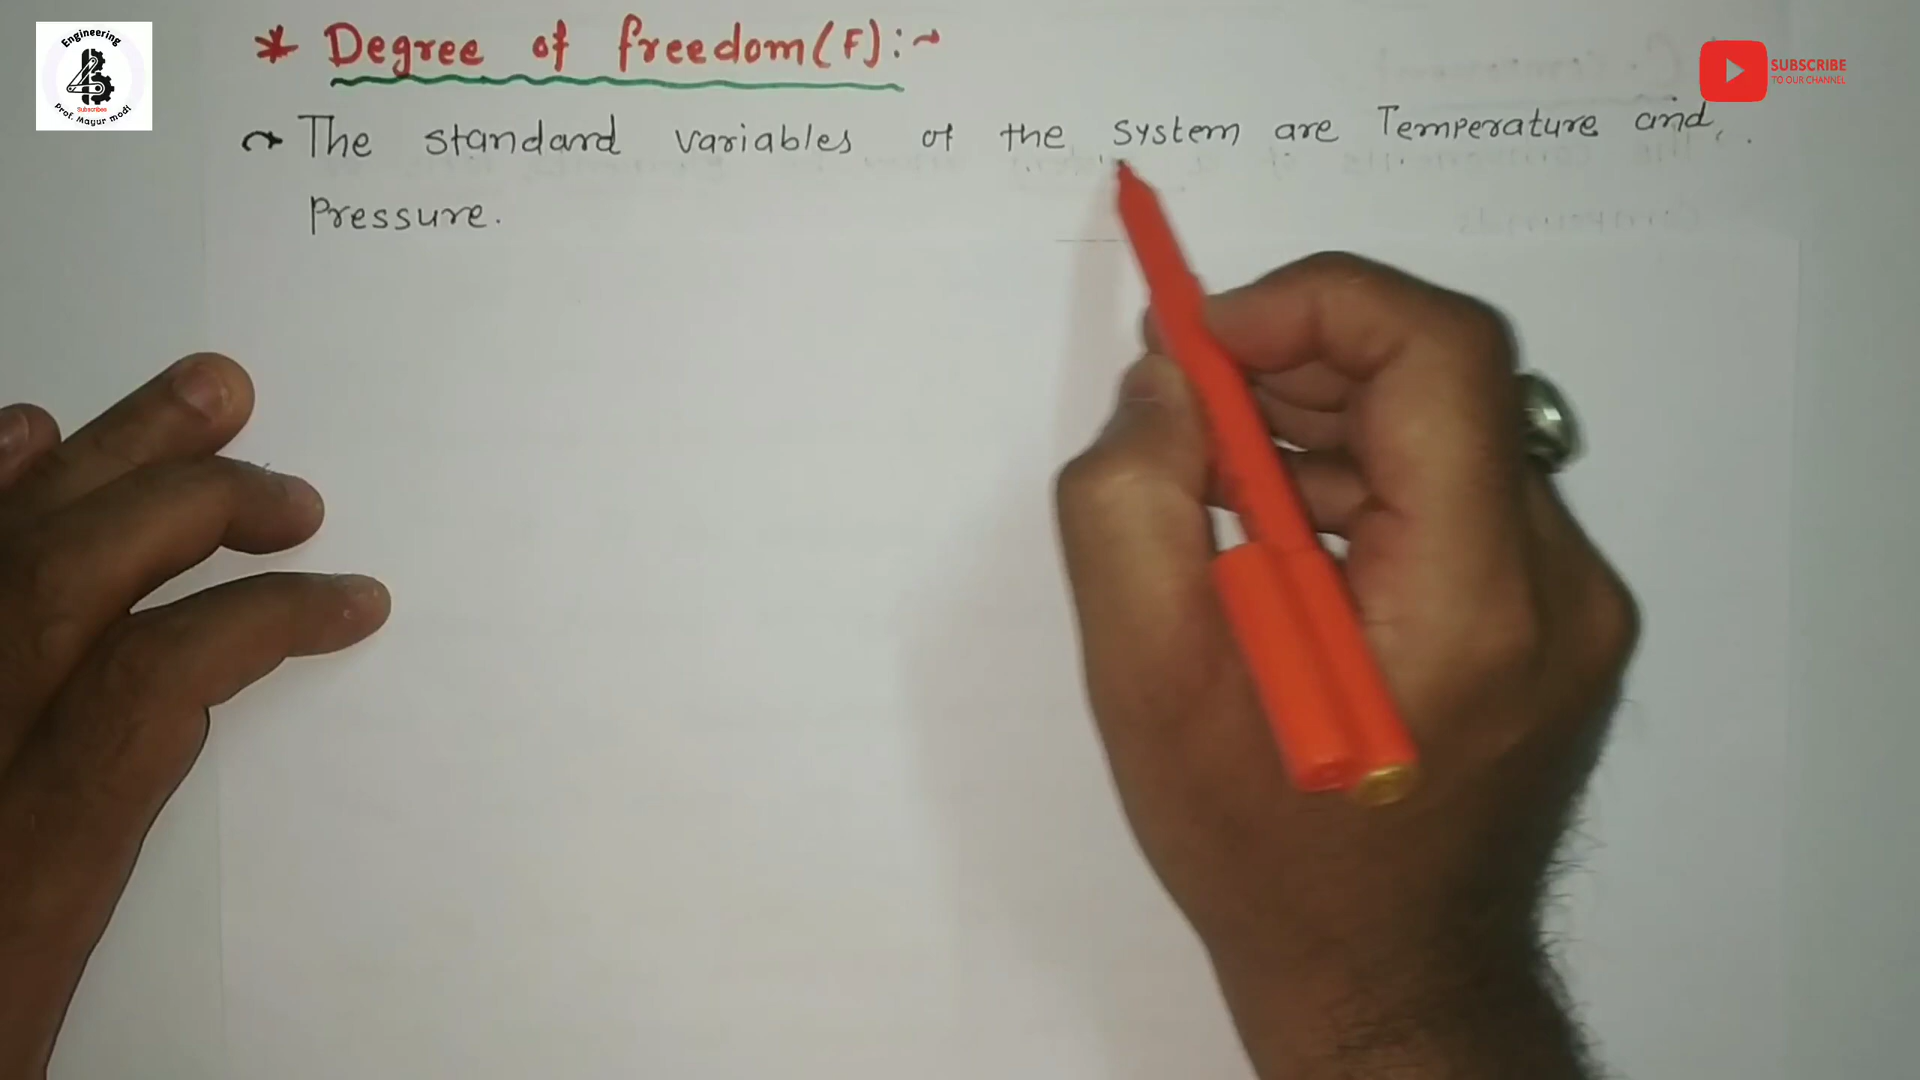 Engineering
Subscribee
Prof. Mayur modi
* Degree of freedom(F):→
SUBSCRIBE
TO OUR CHANNEL
→ The standard variables of the system are Temperature and
Pressure.